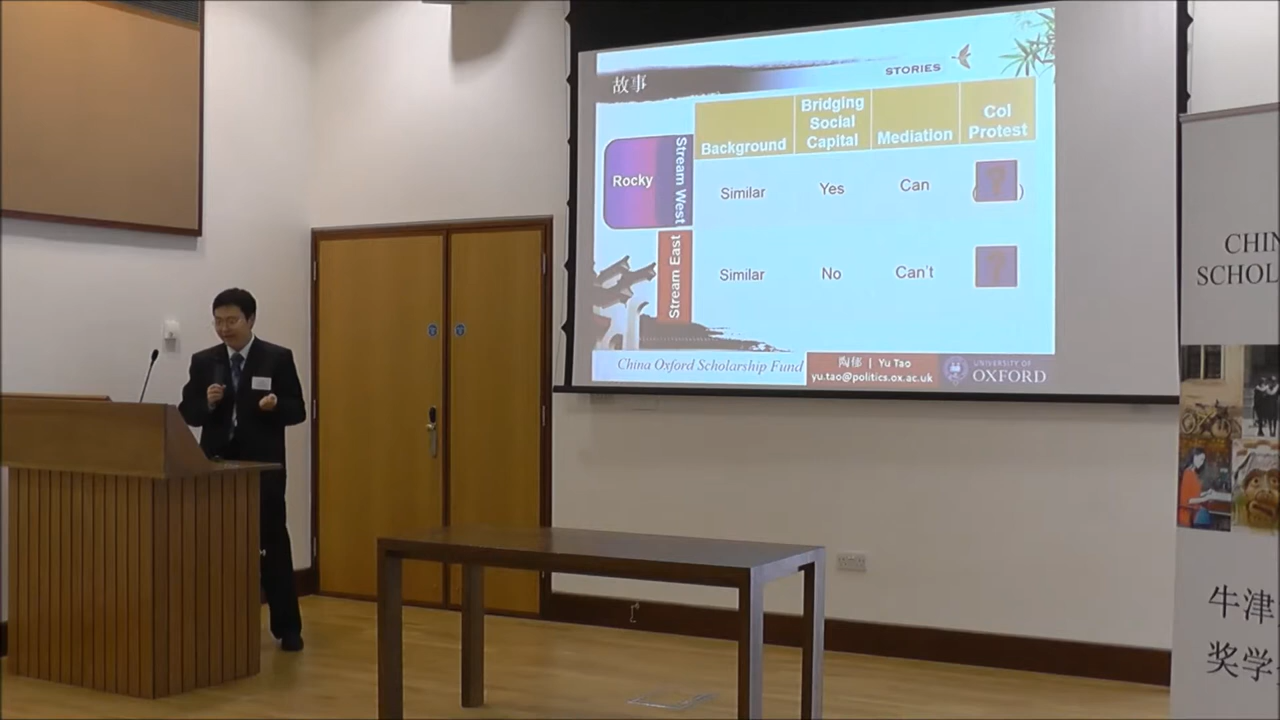 故事
STORIES
Background
Bridging
Social
Capital
Mediation
Col
Protest
Rocky
Stream West
Similar
Yes
Can
( ? )
Stream East
Similar
No
Can't
?
China Oxford Scholarship Fund
陶郁 | Yu Tao
yu.tao@politics.ox.ac.uk
UNIVERSITY OF
OXFORD
CHIN
SCHOL
牛津
奖学